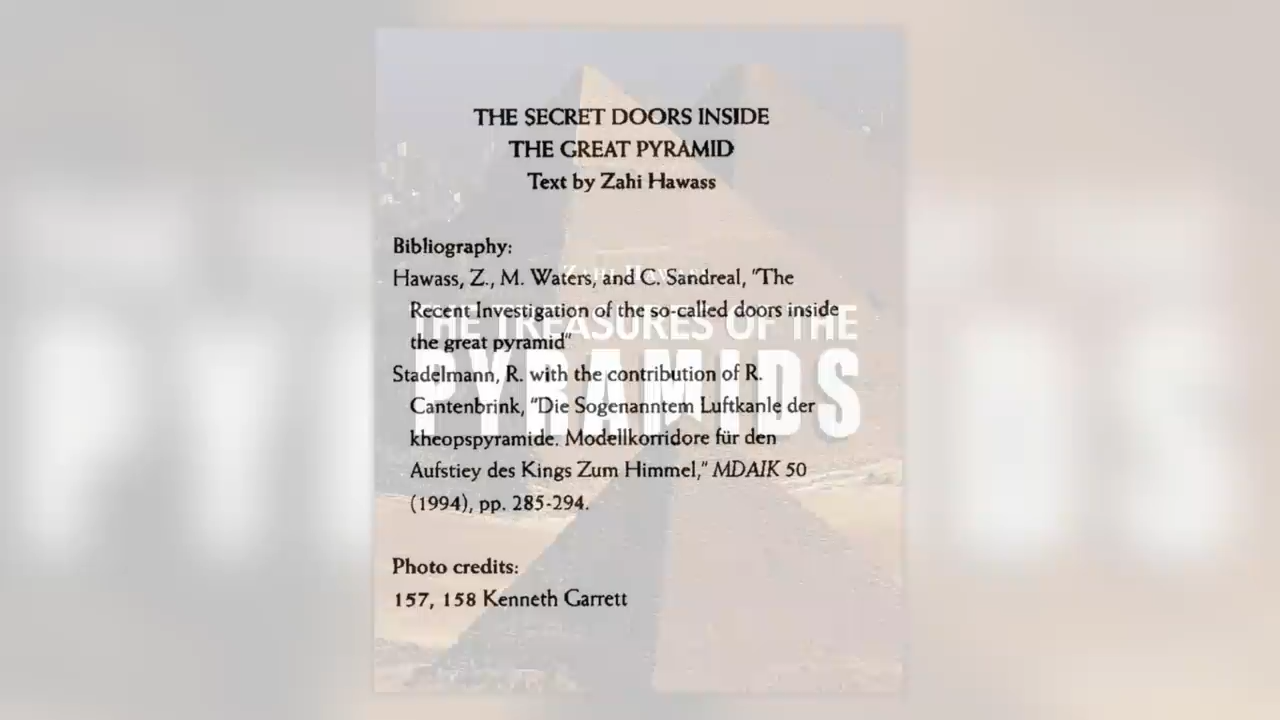 THE SECRET DOORS INSIDE
THE GREAT PYRAMID
Text by Zahi Hawass
Bibliography:
Hawass, Z., M. Waters, and C. Sandreal, "The
Recent Investigation of the so-called doors inside
the great pyramid"
Stadelmann, R. with the contribution of R.
Cantenbrink, "Die Sogenanntem Luftkanle der
kheopspyramide. Modellkorridore für den
Aufstiey des Kings Zum Himmel," MDAIK 50
(1994), pp. 285-294.
Photo credits:
157, 158 Kenneth Garrett
ZAHI HAWASS
THE TREASURES OF THE
PYRAMIDS